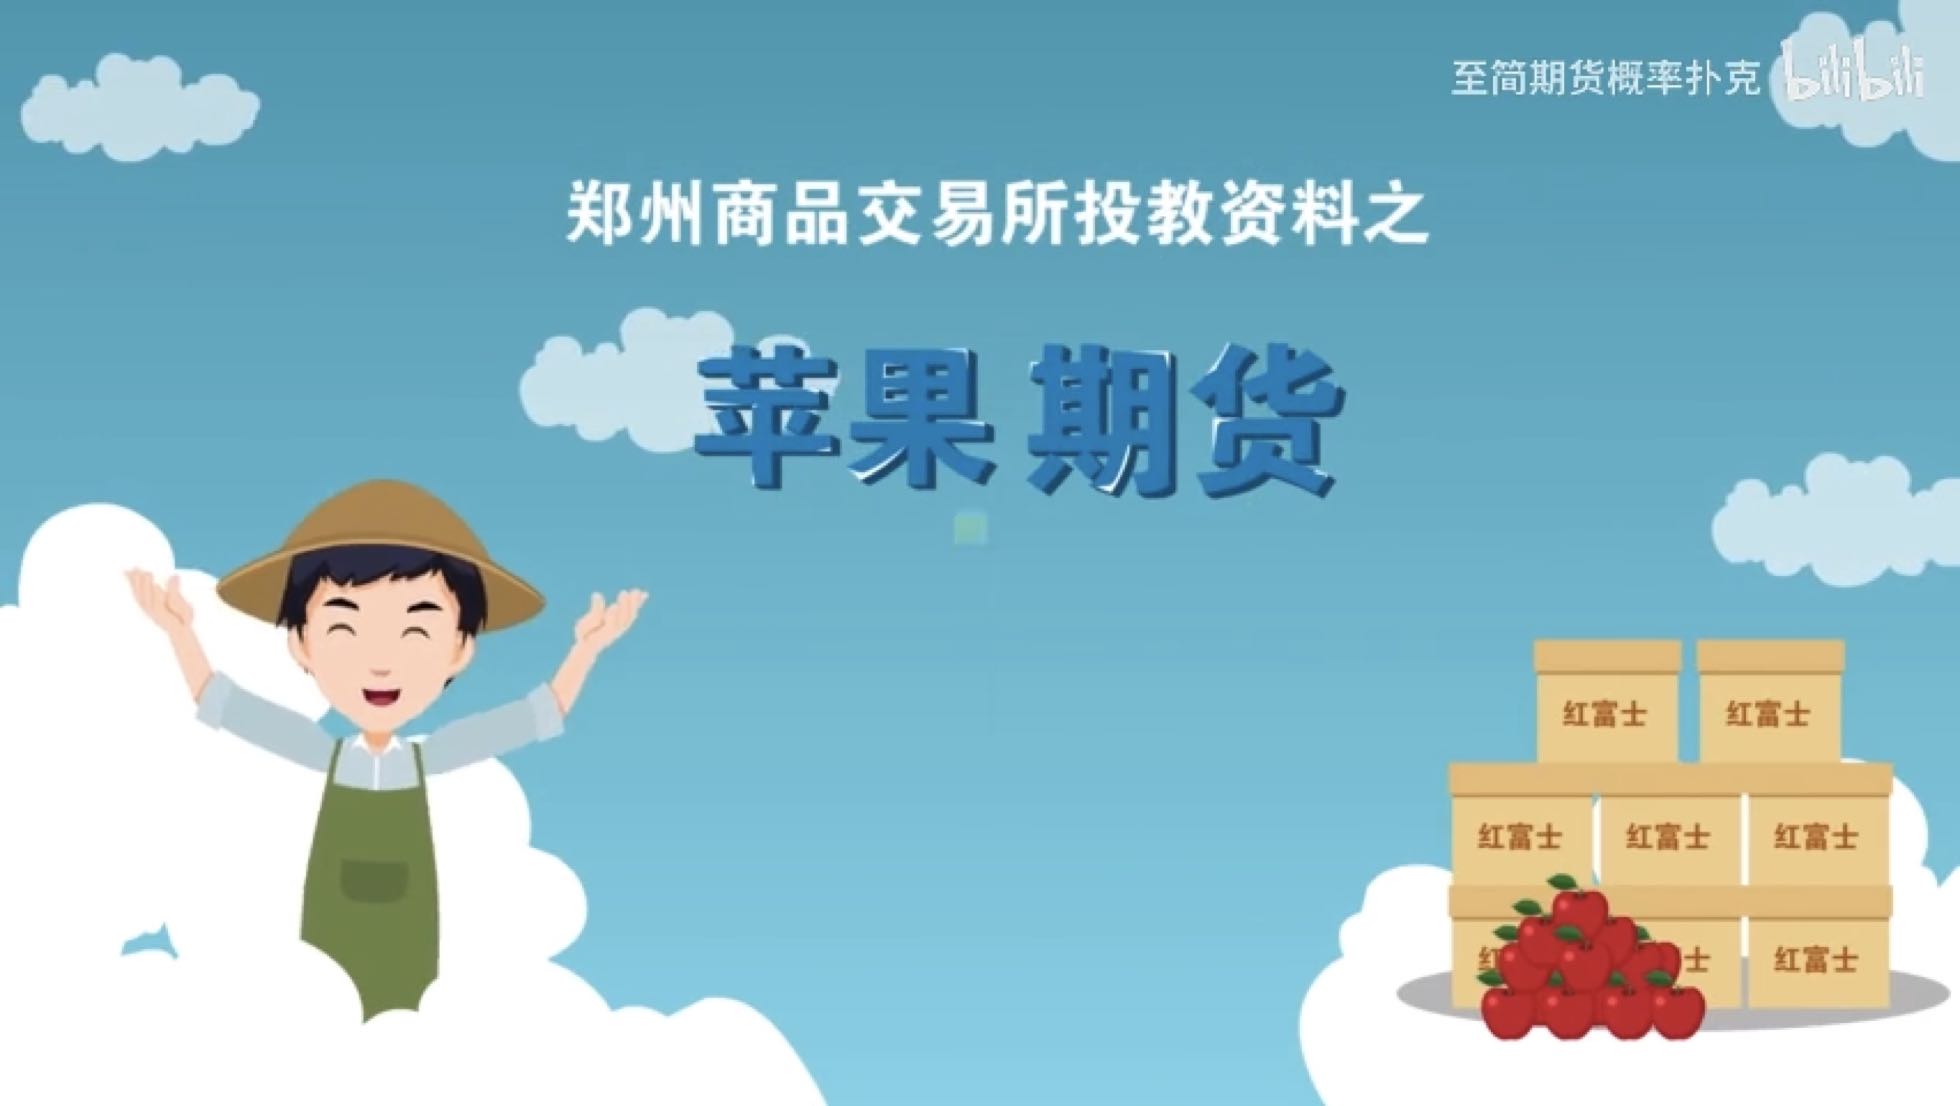 至简期货概率扑克 bilibili
郑州商品交易所投教资料之
苹果期货
红富士 红富士
红富士 红富士 红富士
红 士 红富士